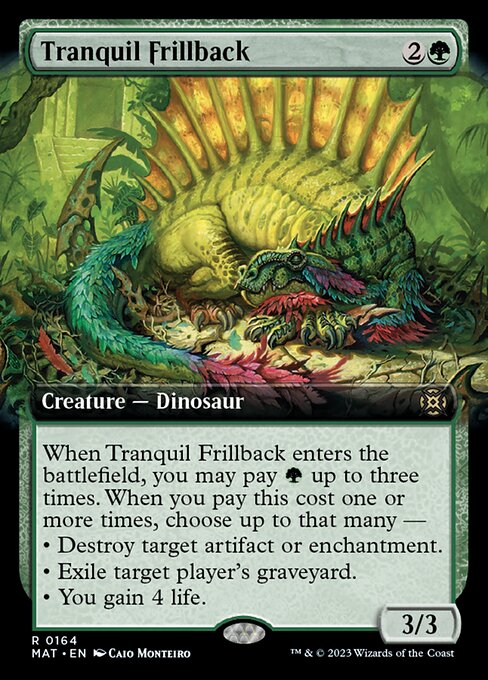 Tranquil Frillback 2
Creature — Dinosaur
When Tranquil Frillback enters the
battlefield, you may pay up to three
times. When you pay this cost one or
more times, choose up to that many —
• Destroy target artifact or enchantment.
• Exile target player's graveyard.
• You gain 4 life.
3/3
R 0164
MAT • EN Caio Monteiro
™ & © 2023 Wizards of the Coast